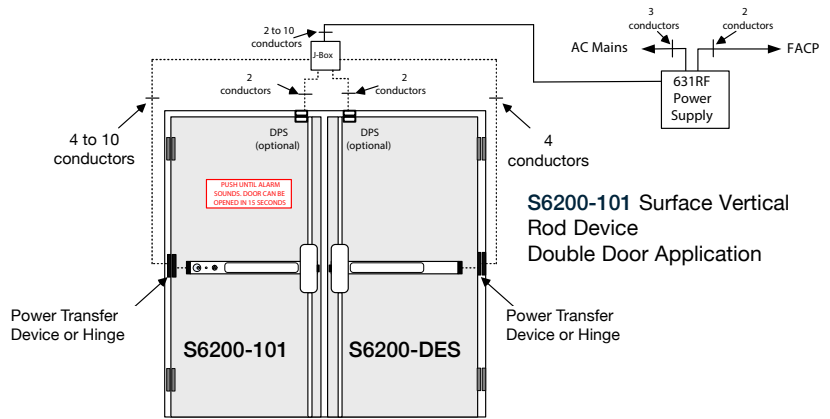 2 to 10
conductors
J-Box
3
conductors
2
conductors
AC Mains
FACP
631RF
Power
Supply
2
conductors
2
conductors
4 to 10
conductors
DPS
(optional)
DPS
(optional)
4
conductors
PUSH UNTIL ALARM
SOUNDS. DOOR CAN BE
OPENED IN 15 SECONDS
S6200-101 Surface Vertical
Rod Device
Double Door Application
Power Transfer
Device or Hinge
Power Transfer
Device or Hinge
S6200-101
S6200-DES